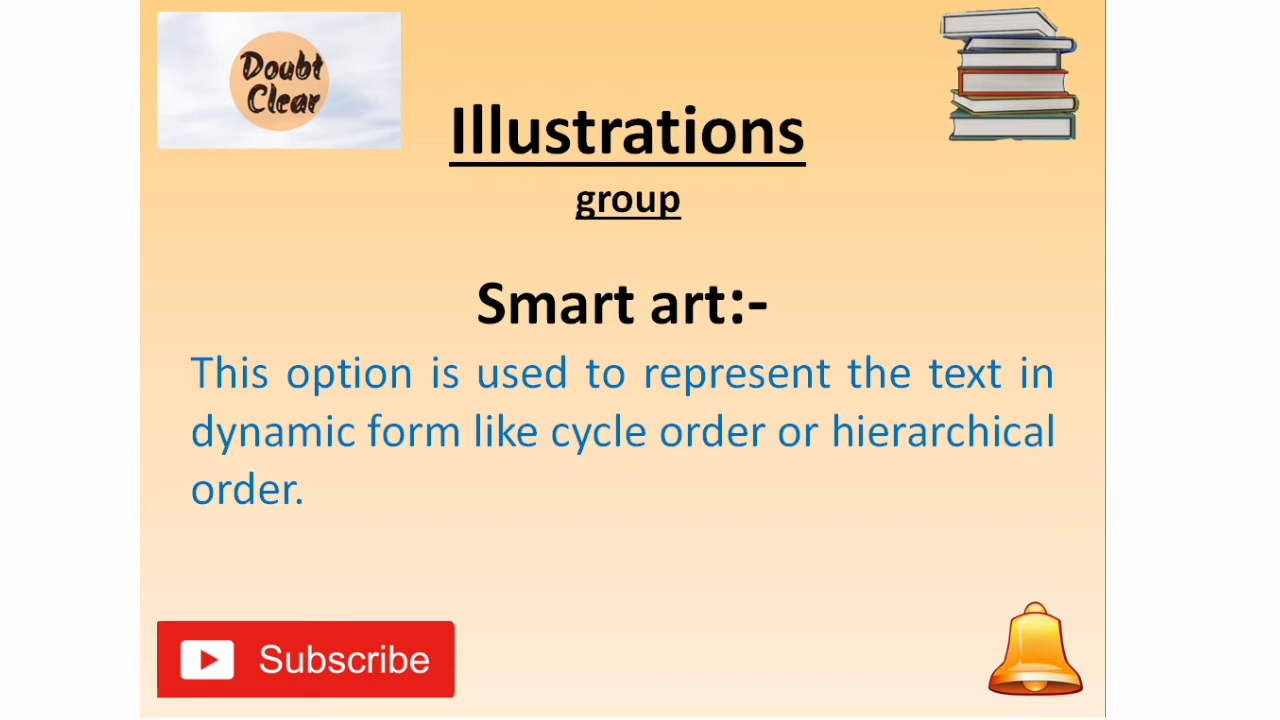 Doubt
Clear
Illustrations
group
Smart art:-
This option is used to represent the text in
dynamic form like cycle order or hierarchical
order.
Subscribe